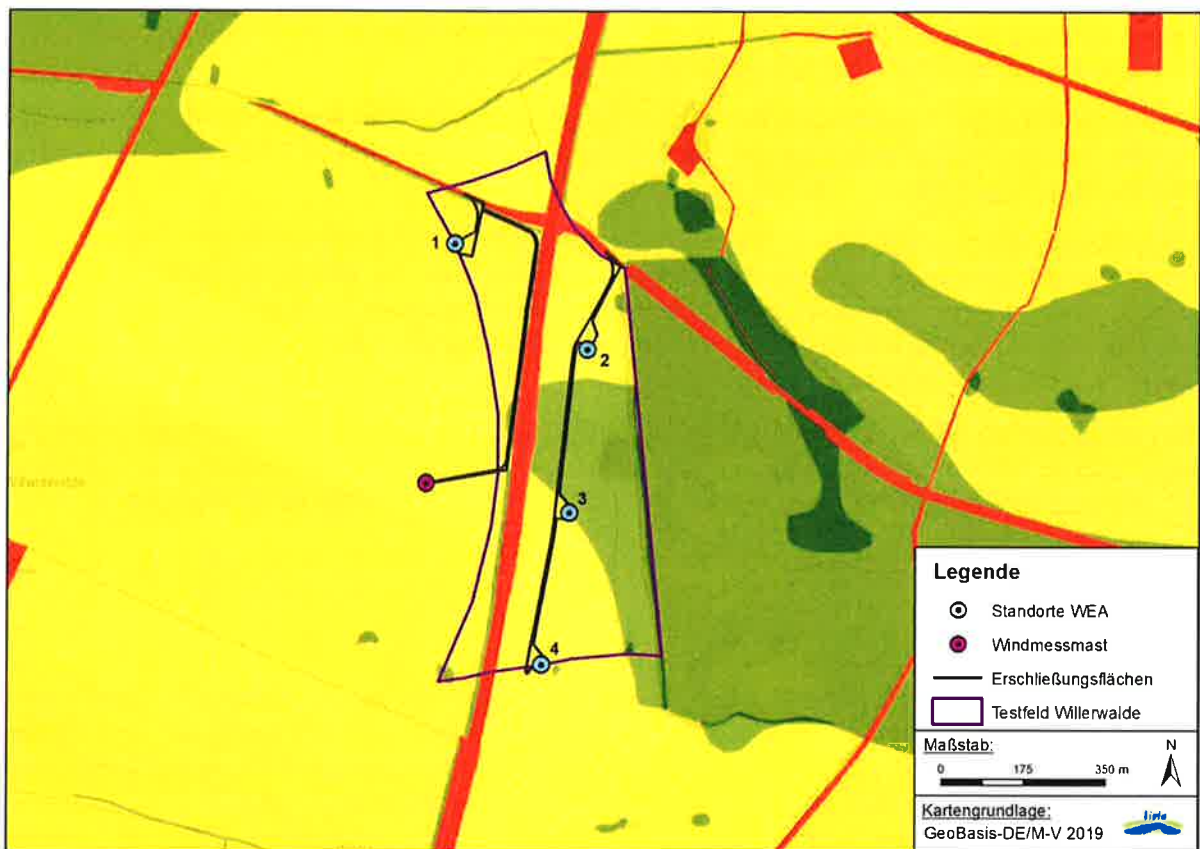 1
2
3
4
Legende
Standorte WEA
Windmessmast
Erschließungsflächen
Testfeld Willerwalde
Maßstab:
0 175 350 m
N
Kartengrundlage:
GeoBasis-DE/M-V 2019